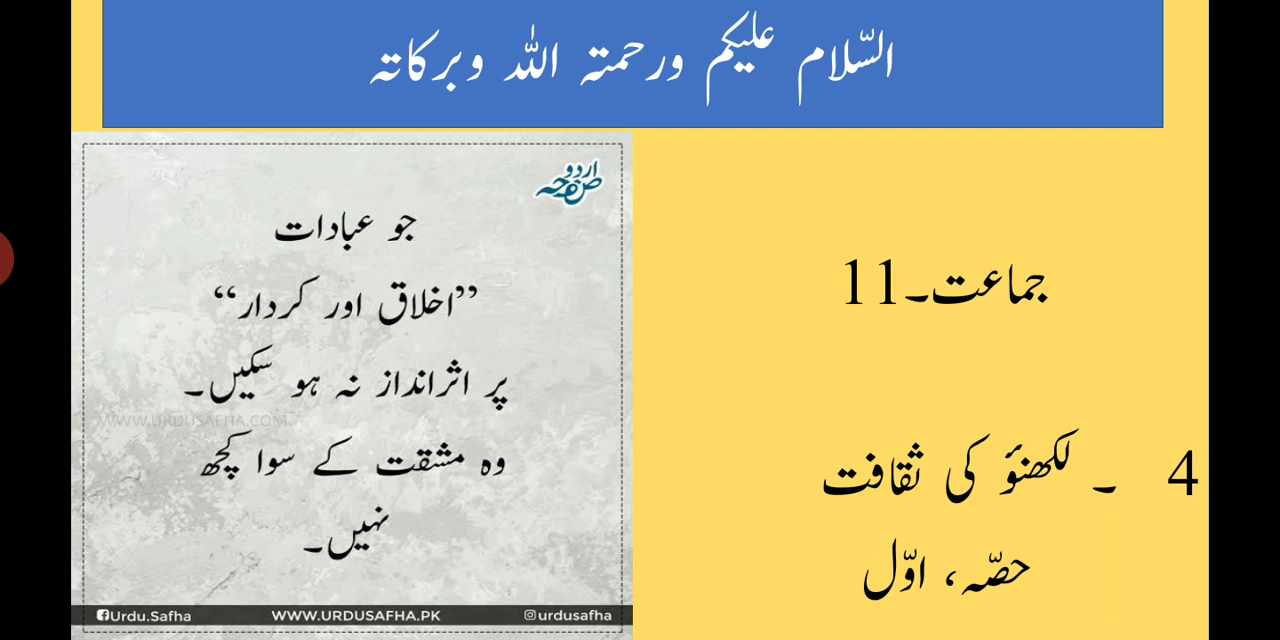 السّلام علیکم ورحمتہ اللہ وبرکاتہ
اردو صفحہ
جو عبادات
”اخلاق اور کردار“
پر اثرانداز نہ ہو سکیں۔
WWW.URDUSAFHA.COM
وہ مشقت کے سوا کچھ
نہیں۔
Urdu.Safha
WWW.URDUSAFHA.PK
urdusafha
جماعت۔11
4 ۔ لکھنؤ کی ثقافت
حصّہ، اوّل